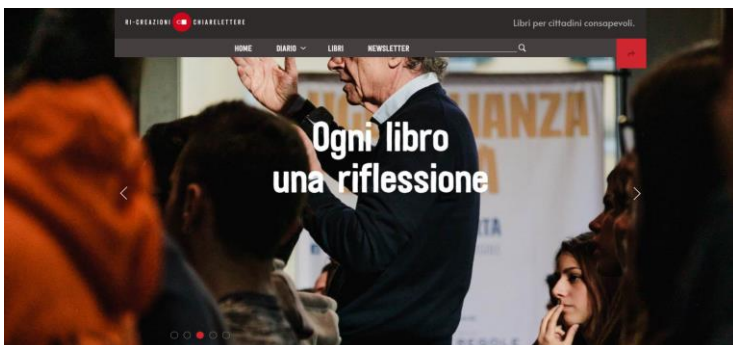 RI-CREAZIONI
CHIARELETTERE
Libri per cittadini consapevoli.
HOME
DIARIO
LIBRI
NEWSLETTER
Ogni libro
una riflessione